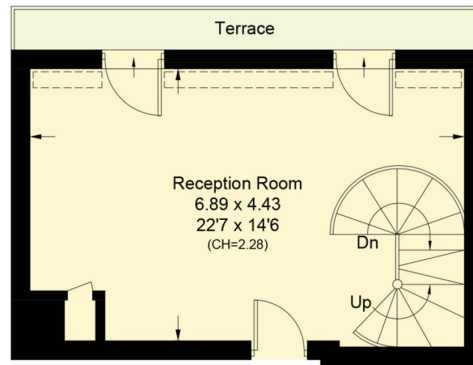 Terrace
Reception Room
6.89 x 4.43
22'7 x 14'6
(CH=2.28)
Dn
Up